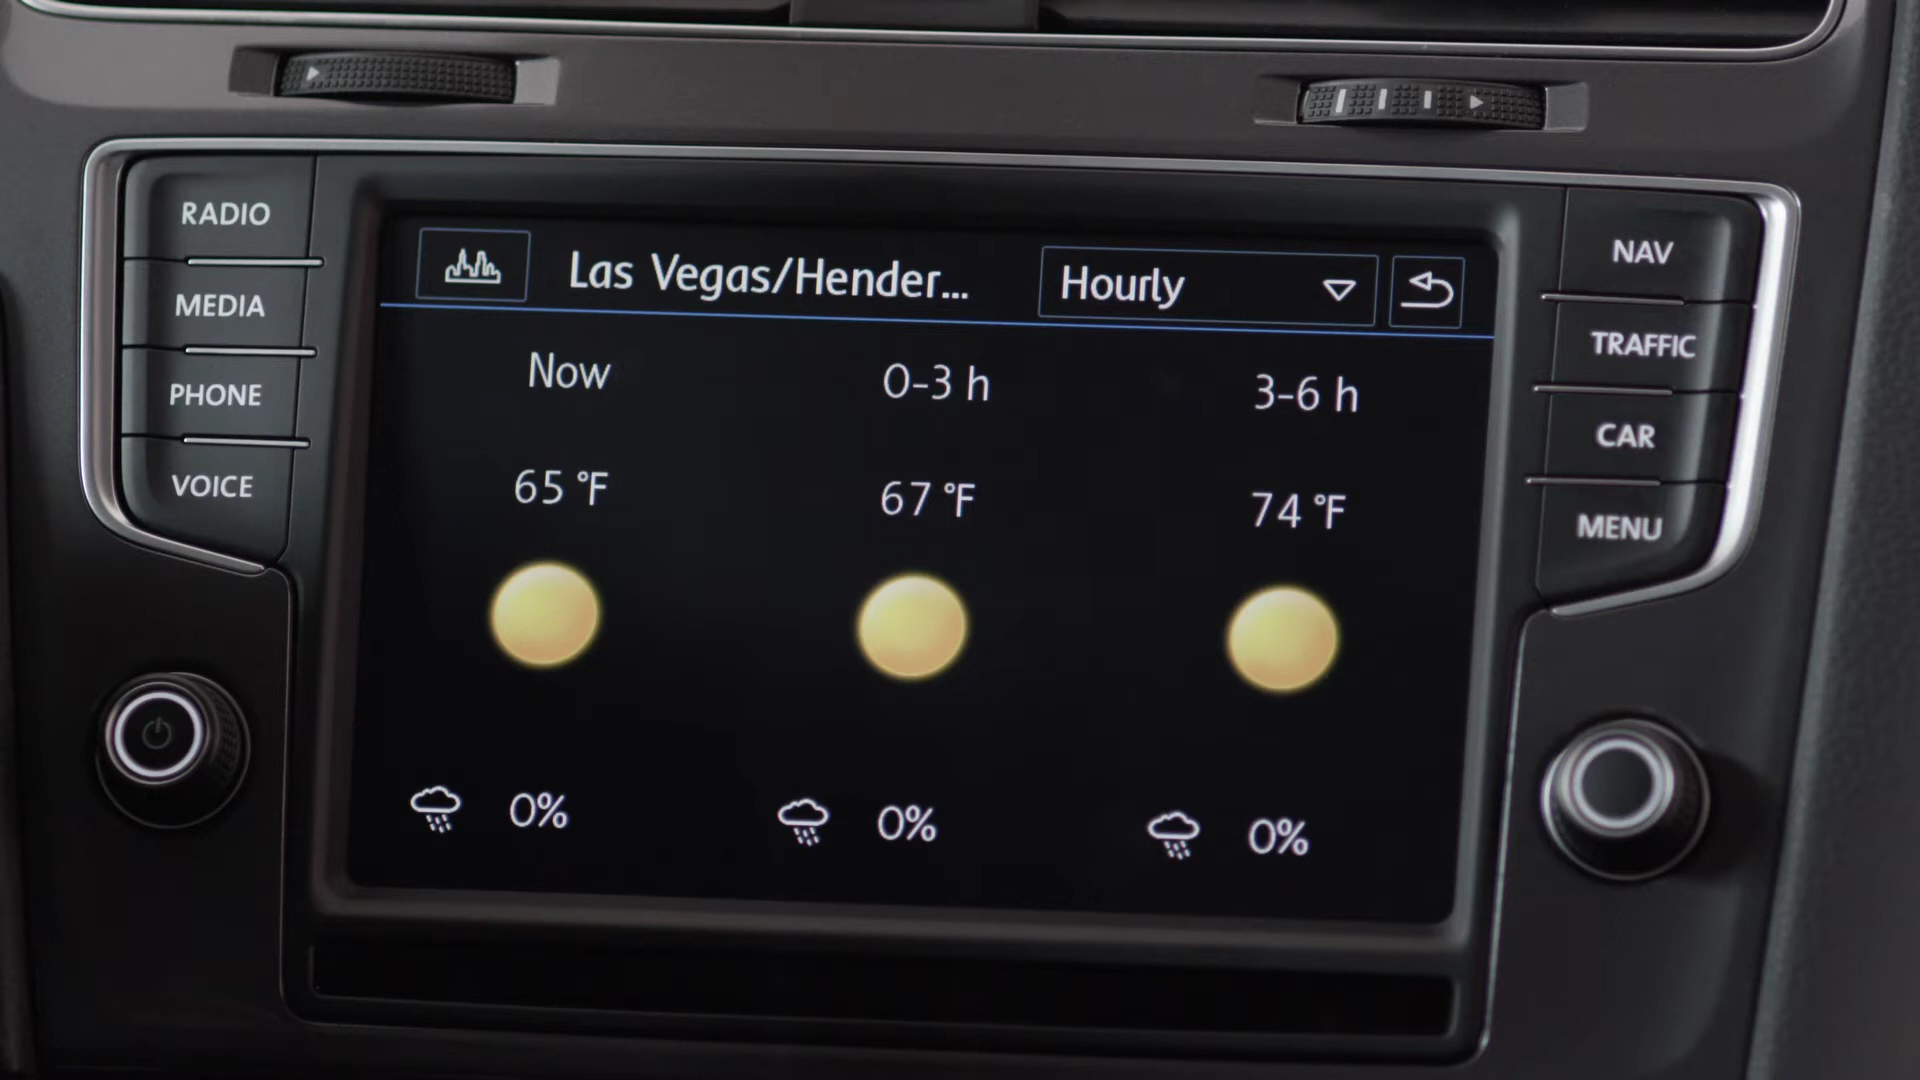 RADIO
MEDIA
PHONE
VOICE
Las Vegas/Hender...
Hourly
Now
0-3 h
3-6 h
65 °F
67 °F
74 °F
0%
0%
0%
NAV
TRAFFIC
CAR
MENU